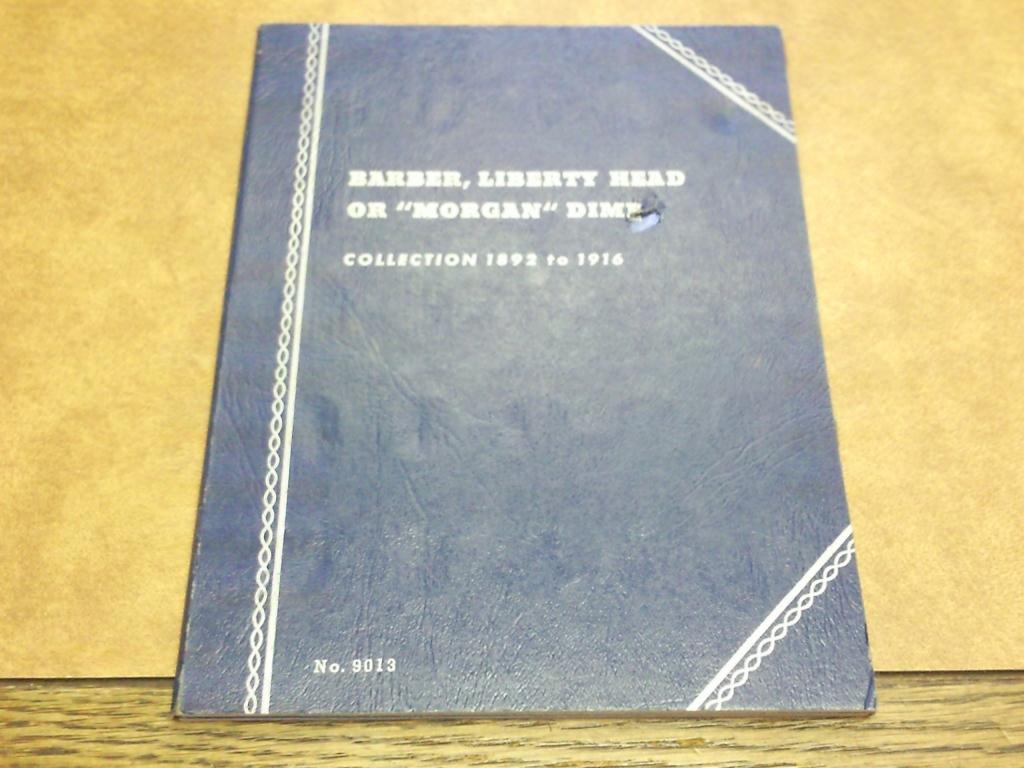 BARBER, LIBERTY HEAD
OR "MORGAN" DIME
COLLECTION 1892 to 1916
No. 9013